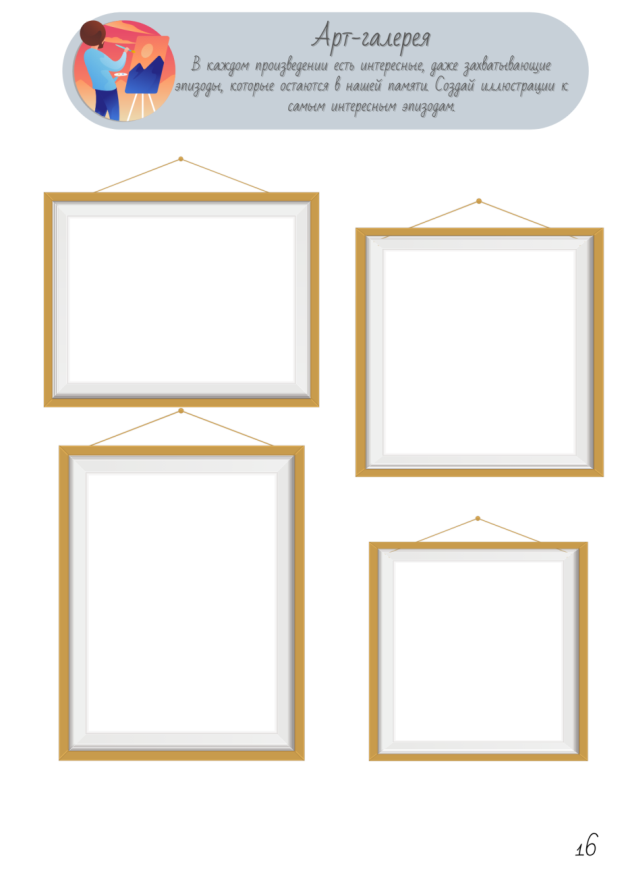 Арт-галерея
В каждом произведении есть интересные, даже захватывающие
эпизоды, которые остаются в нашей памяти. Создай иллюстрации к
самым интересным эпизодам.
16